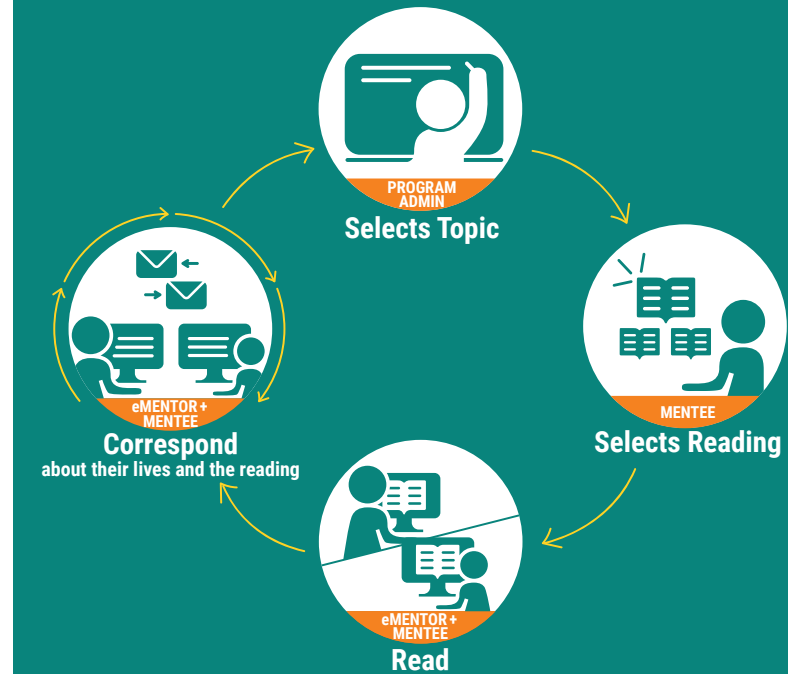 PROGRAM
ADMIN
Selects Topic
MENTEE
Selects Reading
eMENTOR +
MENTEE
Read
eMENTOR +
MENTEE
Correspond
about their lives and the reading